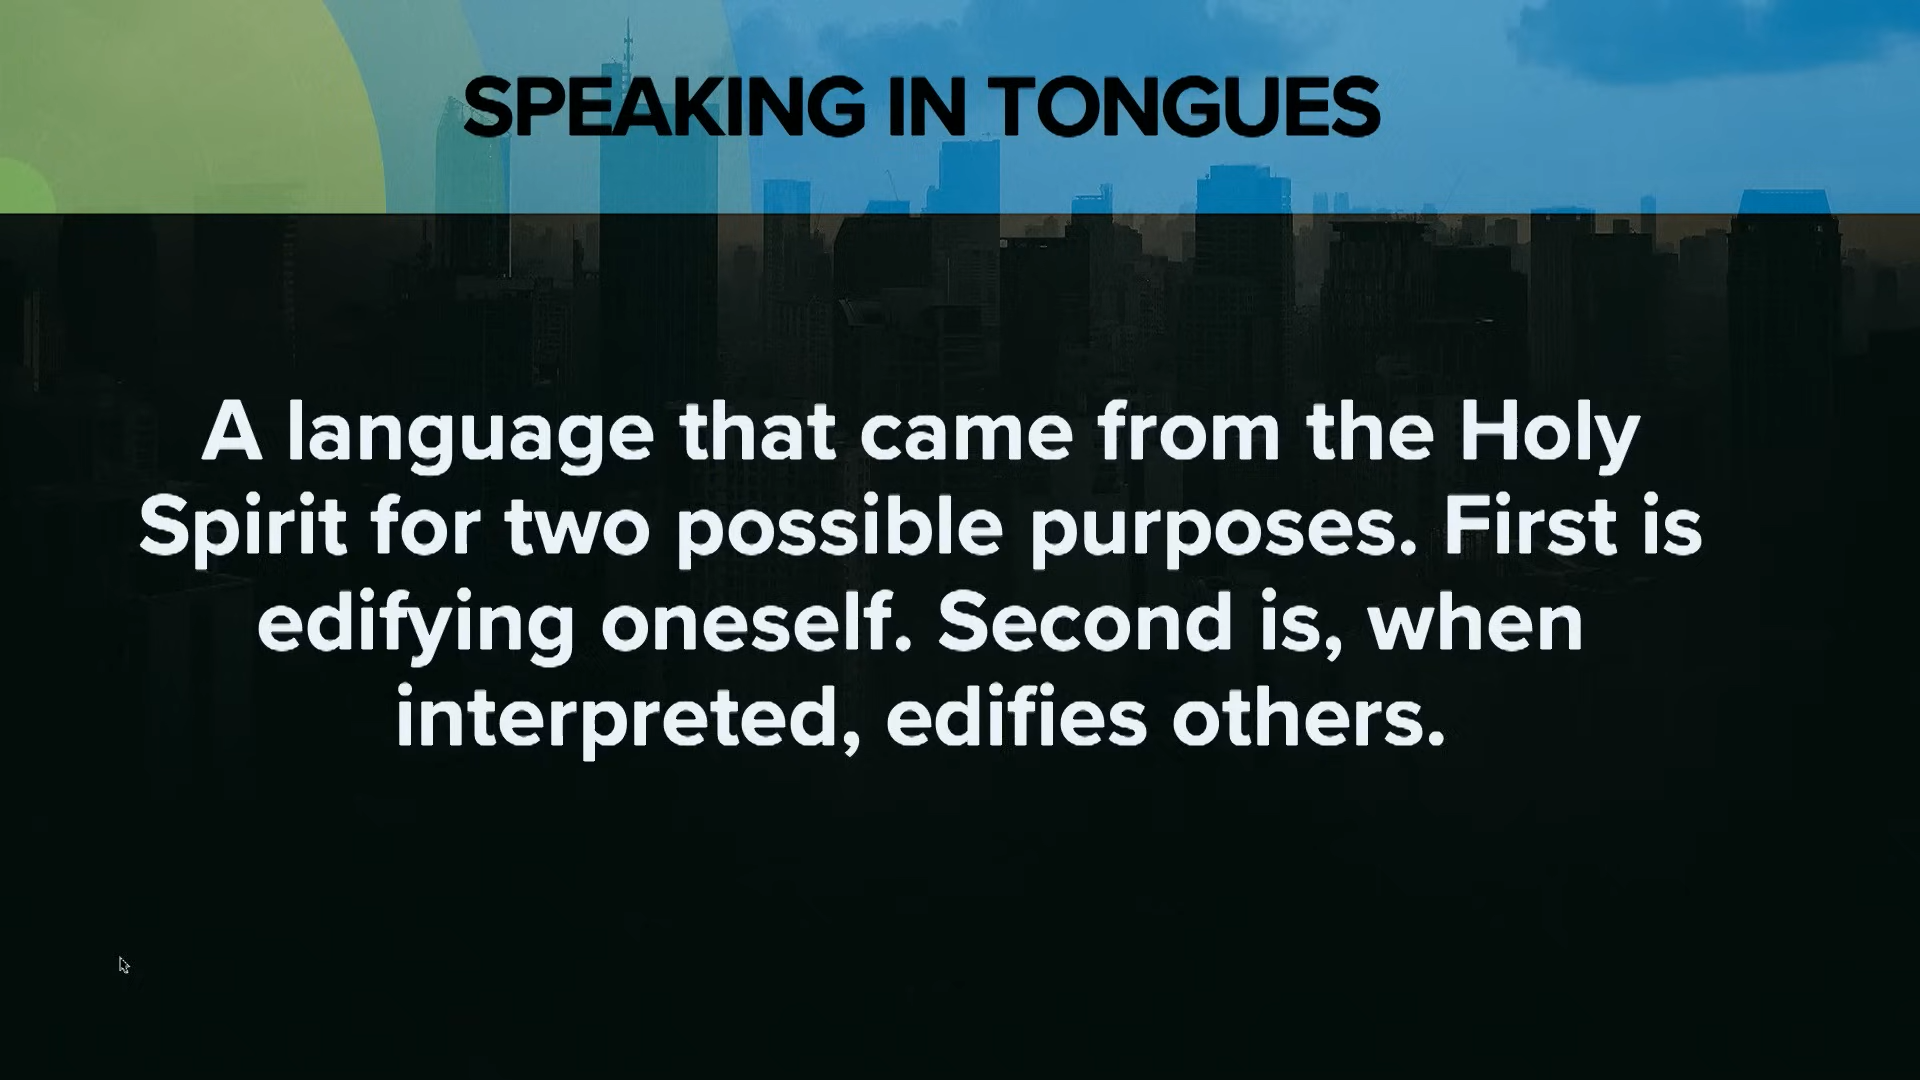 SPEAKING IN TONGUES
A language that came from the Holy
Spirit for two possible purposes. First is
edifying oneself. Second is, when
interpreted, edifies others.